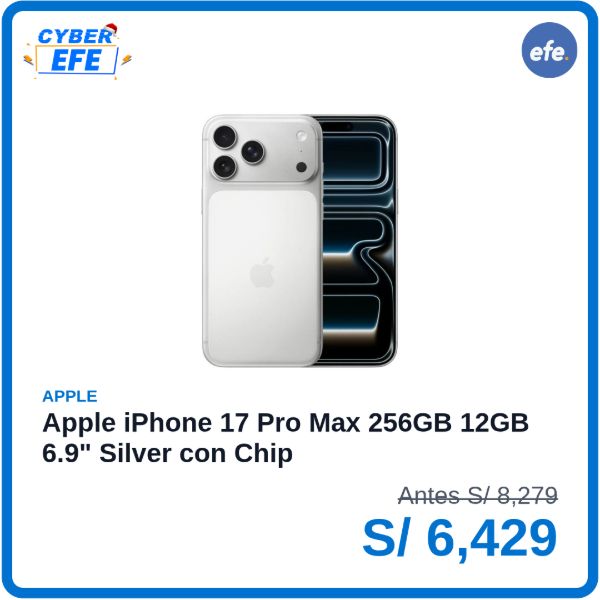 CYBER
EFE
efe.
APPLE
Apple iPhone 17 Pro Max 256GB 12GB
6.9" Silver con Chip
Antes S/ 8,279
S/ 6,429